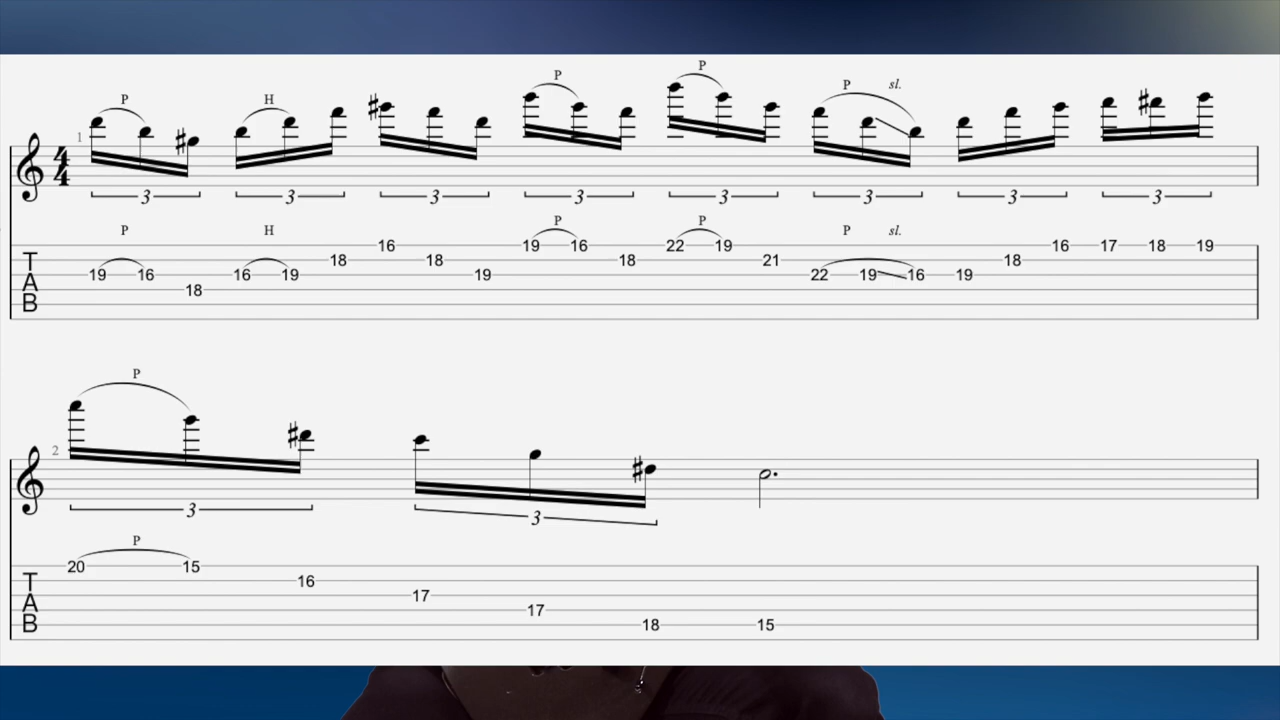 P H P P P sl.
1
4
4
3 3 3 3 3 3 3 3
P H P P P sl.
T
A
B
16 19 16 22 19 16 17 18 19
18 18 18 21 18
19 16 16 19 19 22 19 16 19
18
P
2
3 3
P
T
A
B
20 15
16
17
17
18 15